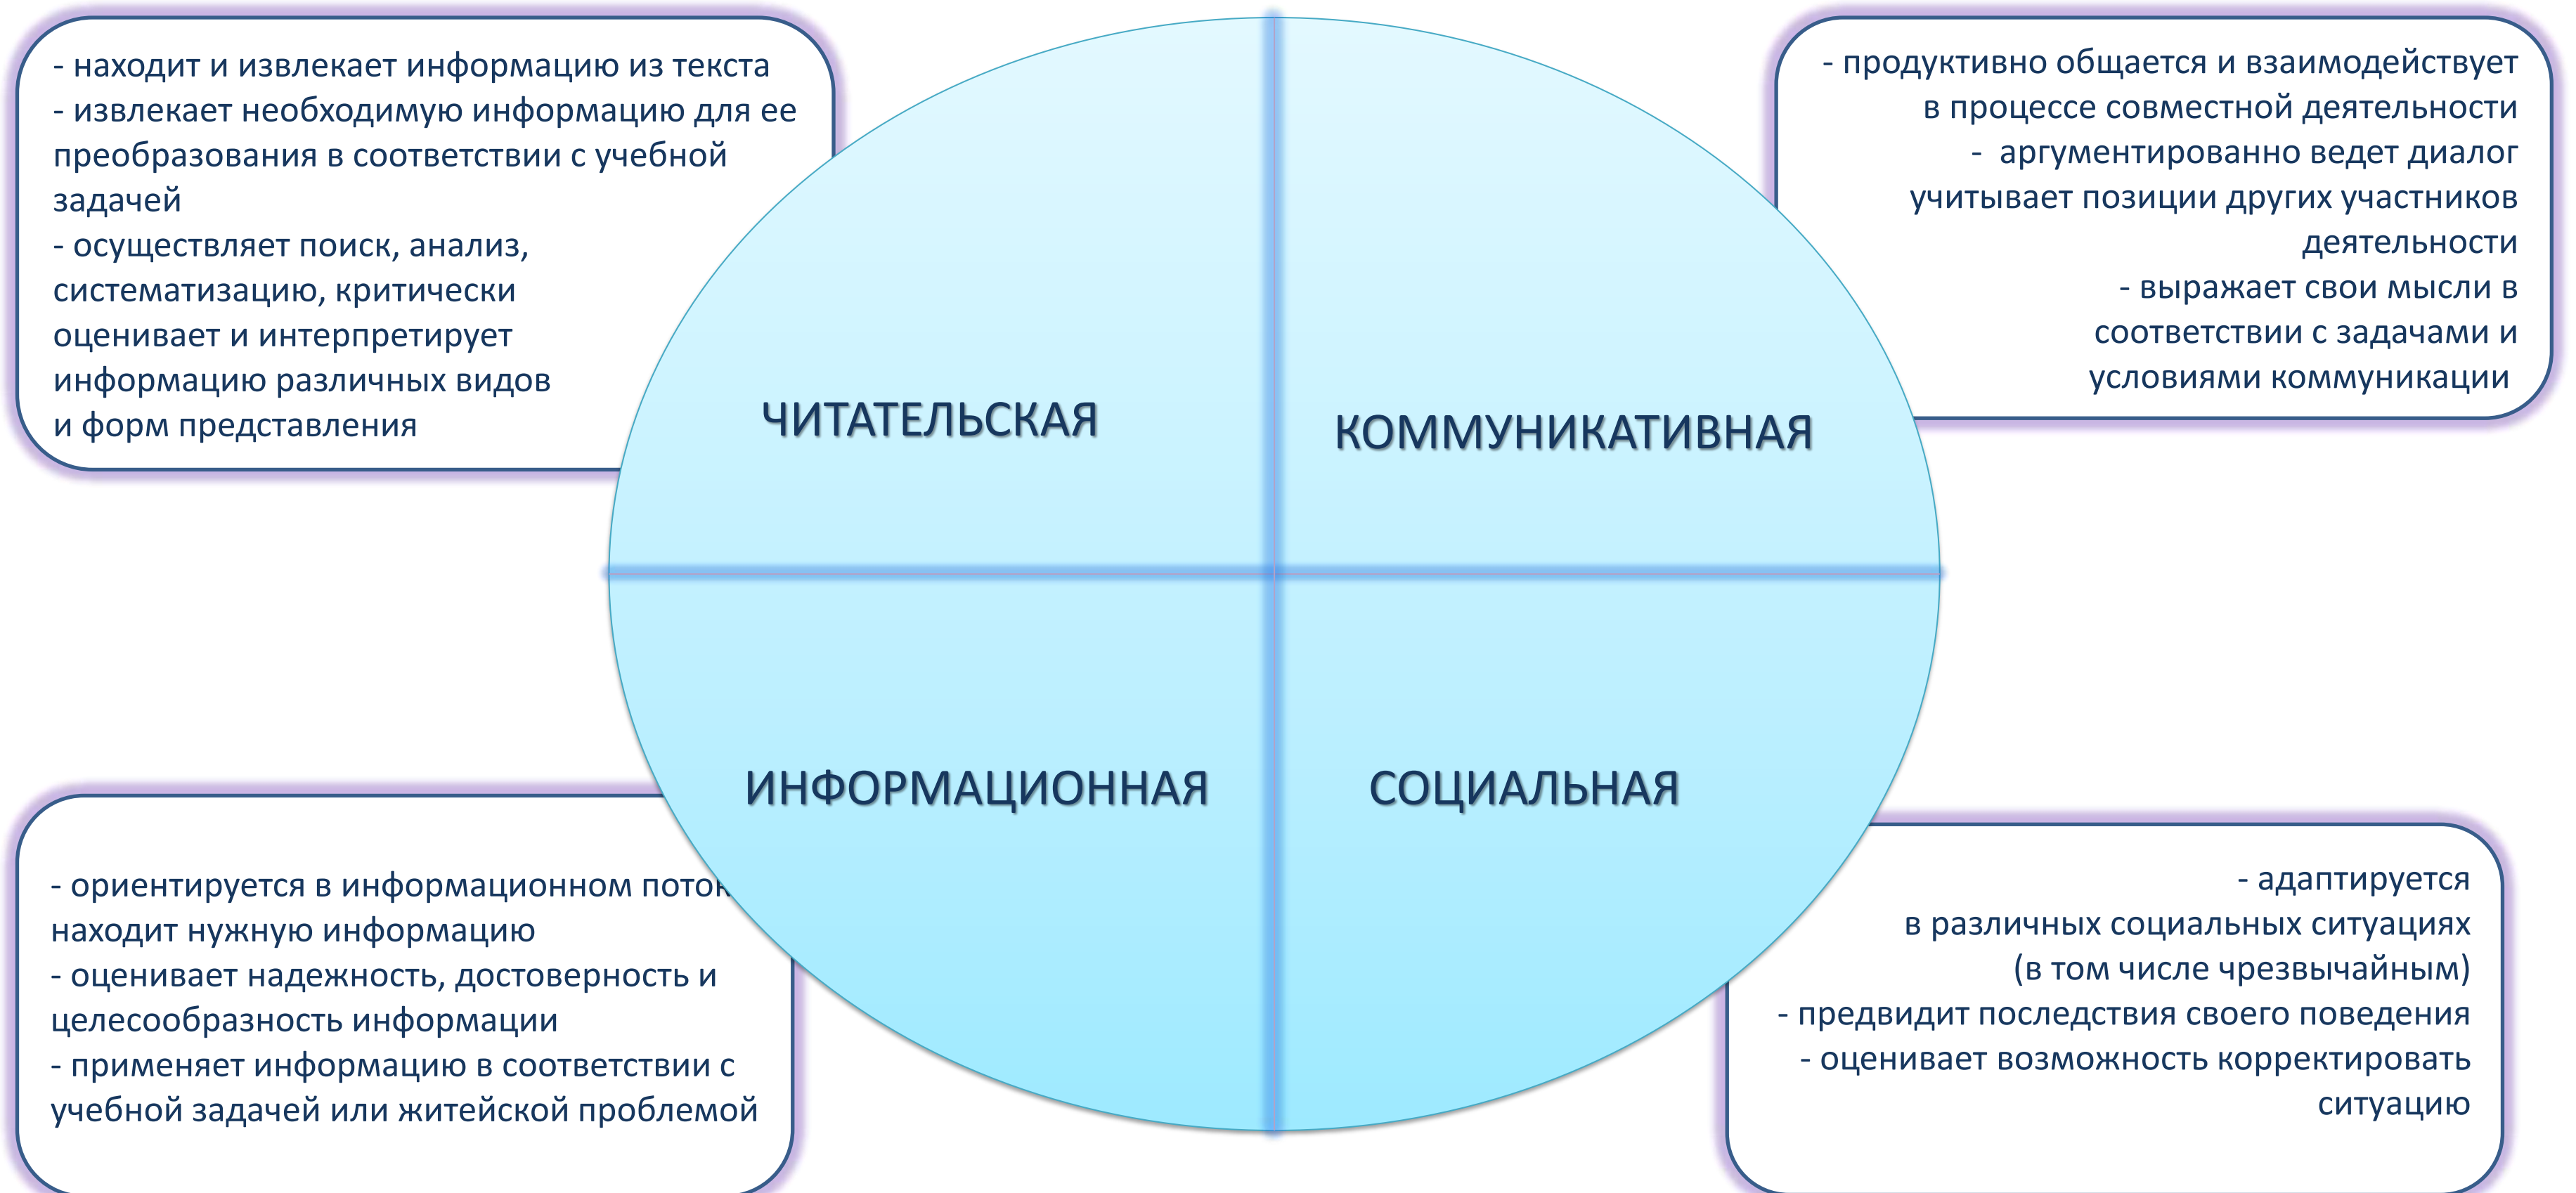 - находит и извлекает информацию из текста
- извлекает необходимую информацию для ее
преобразования в соответствии с учебной
задачей
- осуществляет поиск, анализ,
систематизацию, критически
оценивает и интерпретирует
информацию различных видов
и форм представления
- продуктивно общается и взаимодействует
в процессе совместной деятельности
- аргументированно ведет диалог
учитывает позиции других участников
деятельности
- выражает свои мысли в
соответствии с задачами и
условиями коммуникации
ЧИТАТЕЛЬСКАЯ
КОММУНИКАТИВНАЯ
ИНФОРМАЦИОННАЯ
СОЦИАЛЬНАЯ
- ориентируется в информационном
находит нужную информацию
- оценивает надежность, достоверность и
целесообразность информации
- применяет информацию в соответствии с
учебной задачей или житейской проблемой
- адаптируется
в различных социальных ситуациях
(в том числе чрезвычайным)
- предвидит последствия своего поведения
- оценивает возможность корректировать
ситуацию